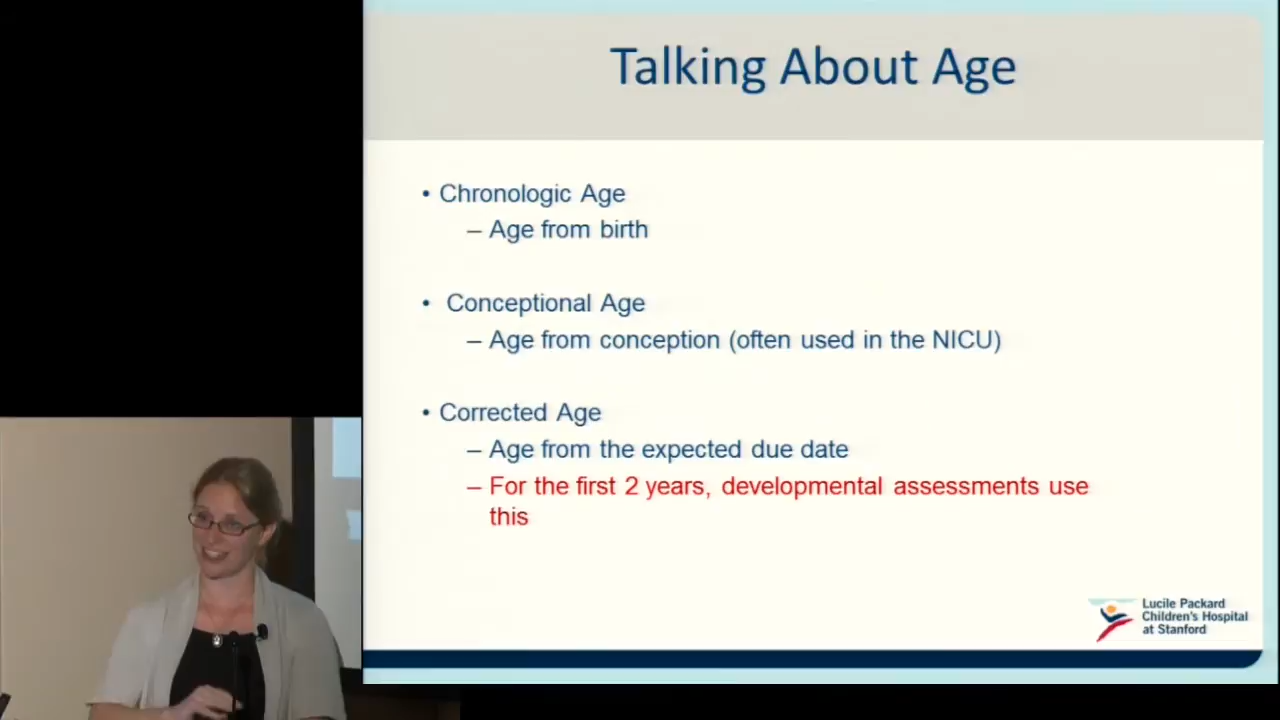 Talking About Age
• Chronologic Age
– Age from birth
• Conceptional Age
– Age from conception (often used in the NICU)
• Corrected Age
– Age from the expected due date
– For the first 2 years, developmental assessments use
this
Lucile Packard
Children's Hospital
at Stanford